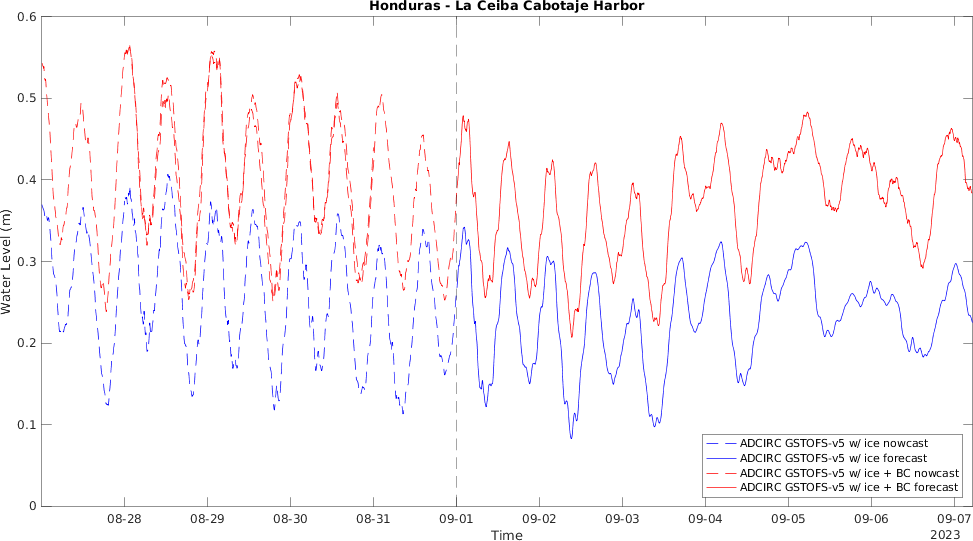 Honduras - La Ceiba Cabotaje Harbor
0.6
0.5
0.4
0.3
0.2
0.1
0
Water Level (m)
ADCIRC GSTOFS-v5 w/ ice nowcast
ADCIRC GSTOFS-v5 w/ ice forecast
ADCIRC GSTOFS-v5 w/ ice + BC nowcast
ADCIRC GSTOFS-v5 w/ ice + BC forecast
08-28 08-29 08-30 08-31 09-01 09-02 09-03 09-04 09-05 09-06 09-07
2023
Time